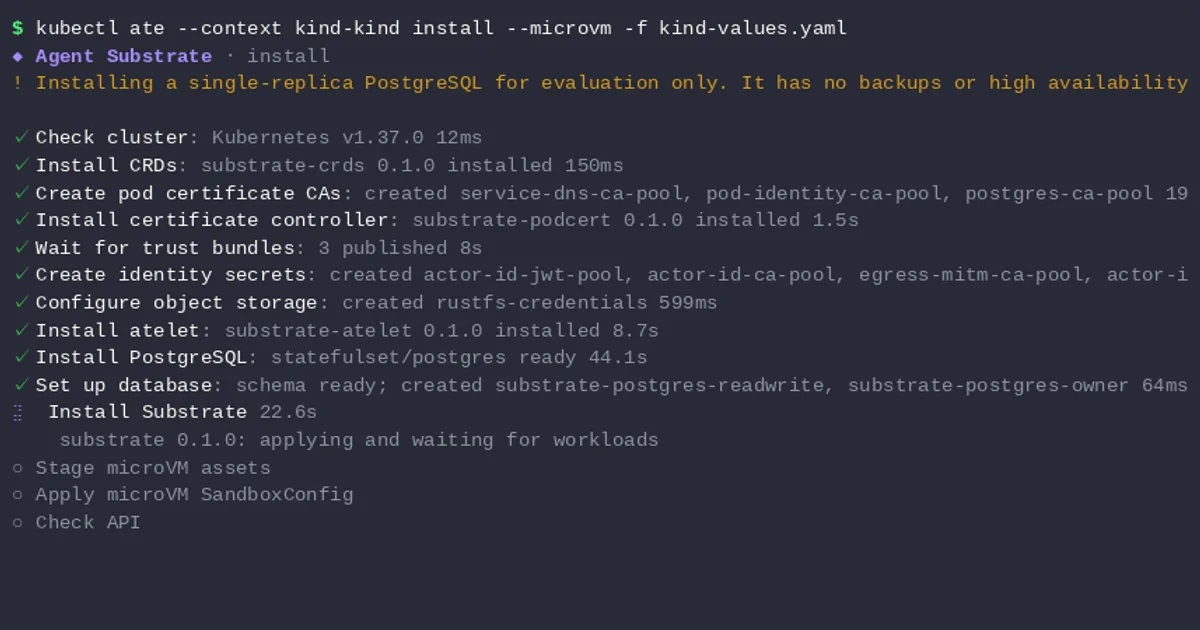 $ kubectl ate --context kind-kind install --microvm -f kind-values.yaml
◆ Agent Substrate · install
! Installing a single-replica PostgreSQL for evaluation only. It has no backups or high availability
✓ Check cluster: Kubernetes v1.37.0 12ms
✓ Install CRDs: substrate-crds 0.1.0 installed 150ms
✓ Create pod certificate CAs: created service-dns-ca-pool, pod-identity-ca-pool, postgres-ca-pool 19
✓ Install certificate controller: substrate-podcert 0.1.0 installed 1.5s
✓ Wait for trust bundles: 3 published 8s
✓ Create identity secrets: created actor-id-jwt-pool, actor-id-ca-pool, egress-mitm-ca-pool, actor-i
✓ Configure object storage: created rustfs-credentials 599ms
✓ Install atelet: substrate-atelet 0.1.0 installed 8.7s
✓ Install PostgreSQL: statefulset/postgres ready 44.1s
✓ Set up database: schema ready; created substrate-postgres-readwrite, substrate-postgres-owner 64ms
Install Substrate 22.6s
substrate 0.1.0: applying and waiting for workloads
○ Stage microVM assets
○ Apply microVM SandboxConfig
○ Check API